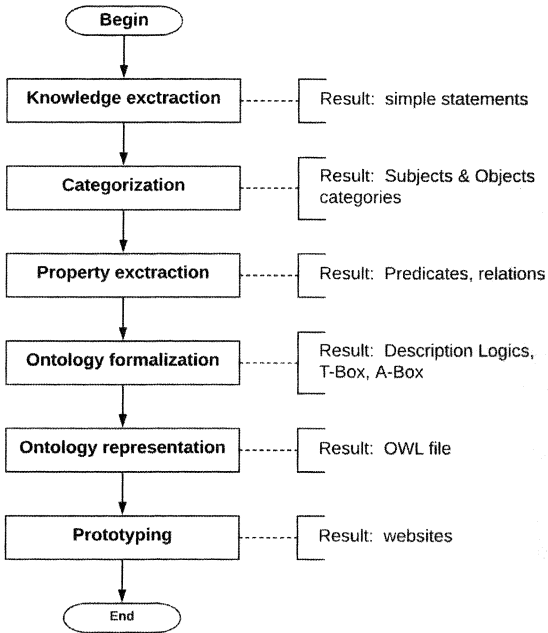 Begin
Knowledge exctraction
Result: simple statements
Categorization
Result: Subjects & Objects
categories
Property exctraction
Result: Predicates, relations
Ontology formalization
Result: Description Logics,
T-Box, A-Box
Ontology representation
Result: OWL file
Prototyping
Result: websites
End